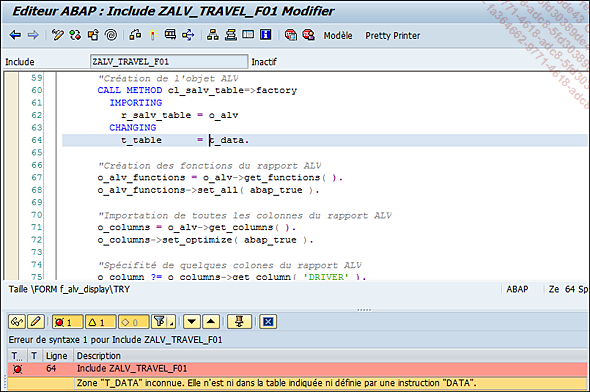 Editeur ABAP : Include ZALV_TRAVEL_F01 Modifier
Modèle Pretty Printer
Include ZALV_TRAVEL_F01 Inactif
59 "Création de l'objet ALV
60 CALL METHOD cl_salv_table=>factory
61 IMPORTING
62 r_salv_table = o_alv
63 CHANGING
64 t_table = t_data.
65
66 "Création des fonctions du rapport ALV
67 o_alv_functions = o_alv->get_functions( ).
68 o_alv_functions->set_all( abap_true ).
69
70 "Importation de toutes les colonnes du rapport ALV
71 o_columns = o_alv->get_columns( ).
72 o_columns->set_optimize( abap_true ).
73
74 "Spécifité de quelques colones du rapport ALV
75 o_column ?= o_columns->get_column( 'DRIVER' ).
Taille \FORM f_alv_display\TRY ABAP Ze 64 Sp
1 1 0
Erreur de syntaxe 1 pour Include ZALV_TRAVEL_F01
T... T Ligne Description
64 Include ZALV_TRAVEL_F01
Zone "T_DATA" inconnue. Elle n'est ni dans la table indiquée ni définie par une instruction "DATA".